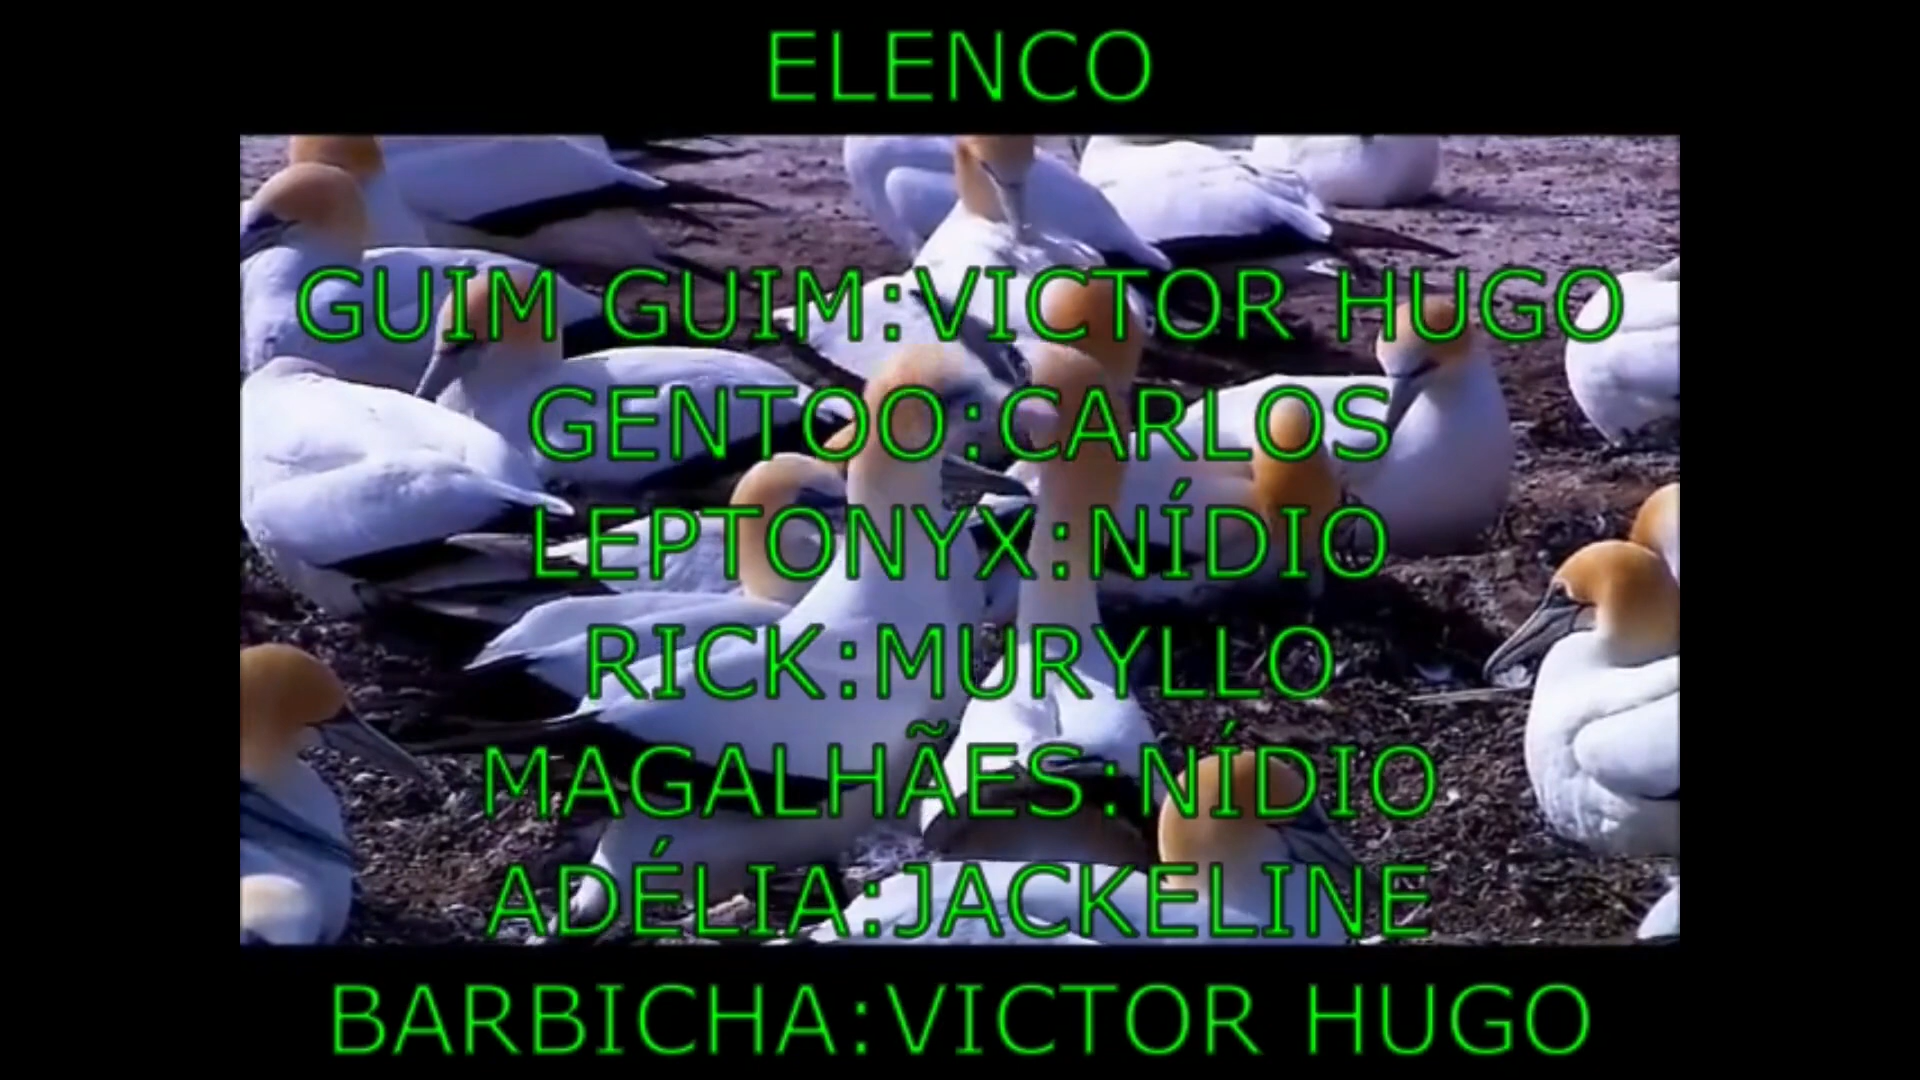 ELENCO
GUIM GUIM:VICTOR HUGO
GENTOO:CARLOS
LEPTONYX:NÍDIO
RICK:MURYLLO
MAGALHÃES:NÍDIO
ADÉLIA:JACKELINE
BARBICHA:VICTOR HUGO